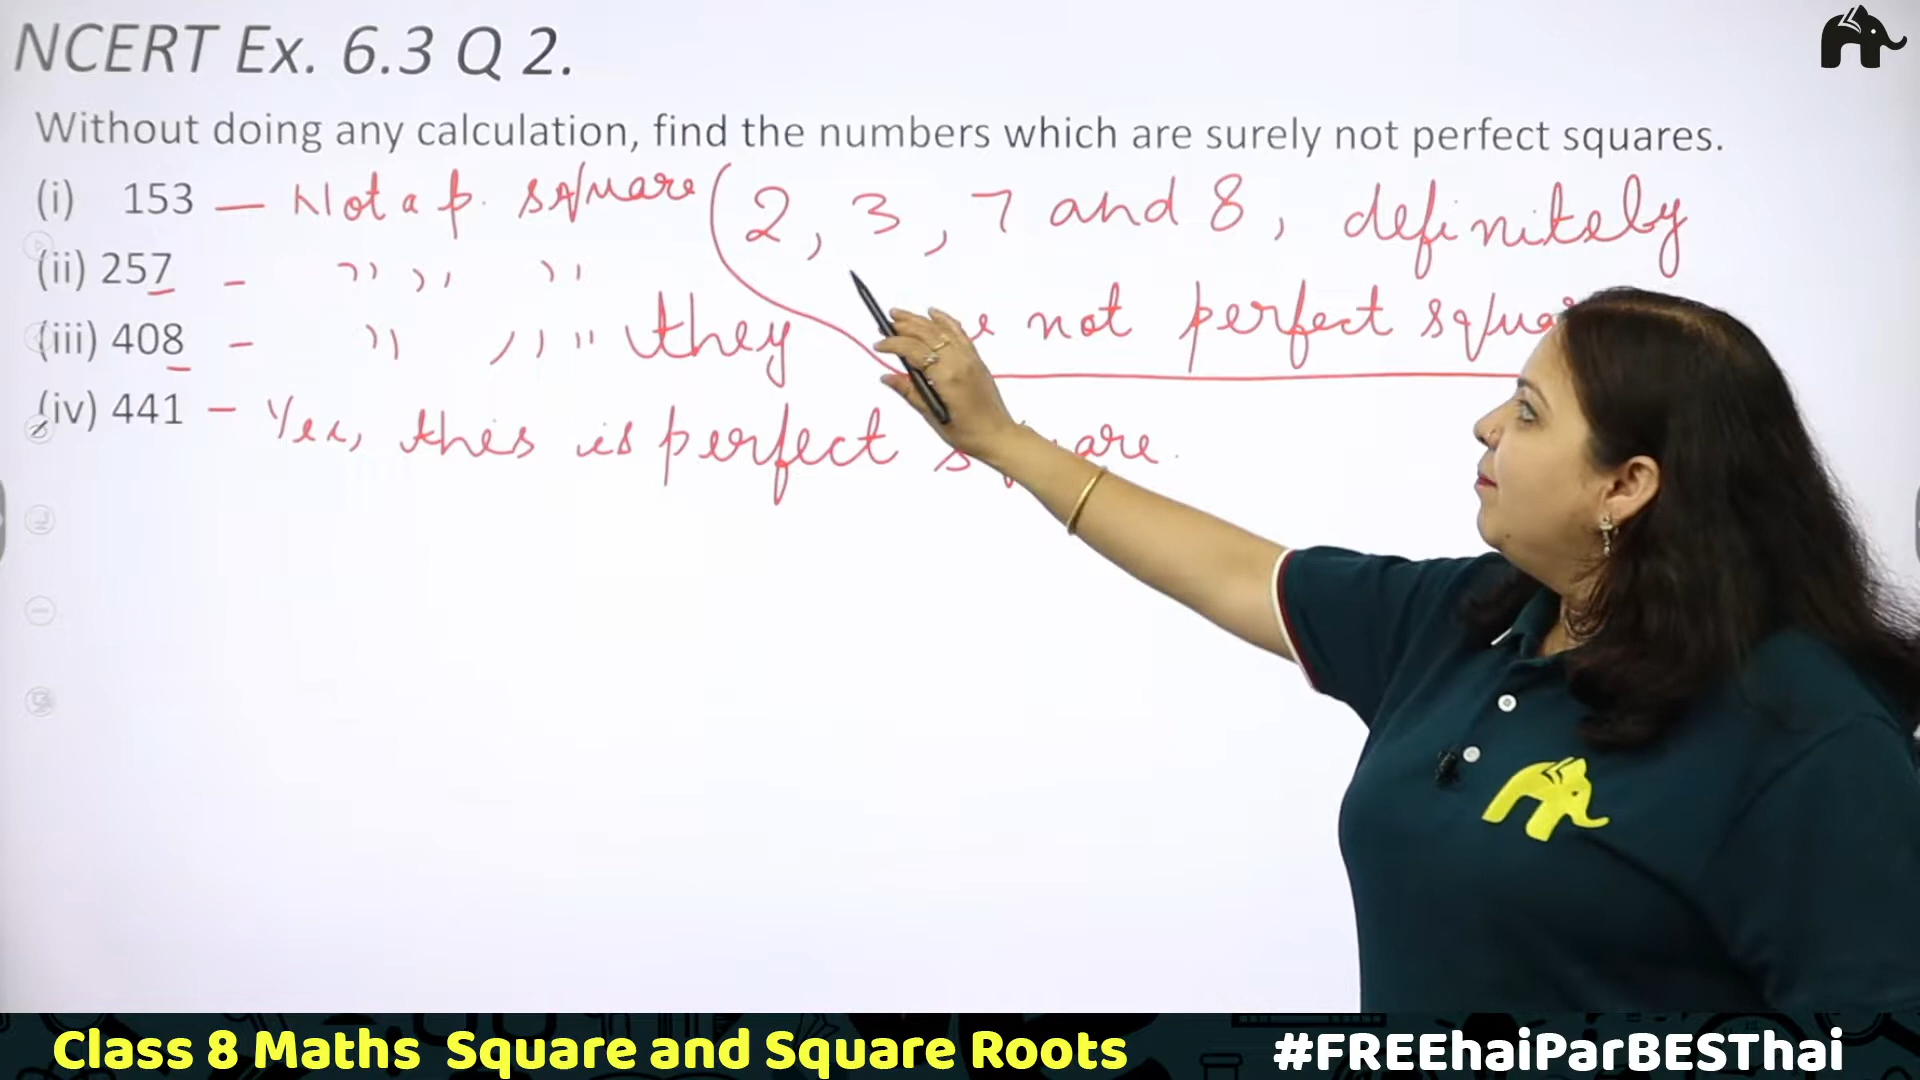 NCERT Ex. 6.3 Q 2.
Without doing any calculation, find the numbers which are surely not perfect squares.
(i) 153 — Not a p. square (2, 3, 7 and 8, definitely
(ii) 257 - '' '' ''
(iii) 408 - '' '' '' they not perfect
(iv) 441 - Yes, this is perfect
Class 8 Maths Square and Square Roots
#FREEhaiParBESThai